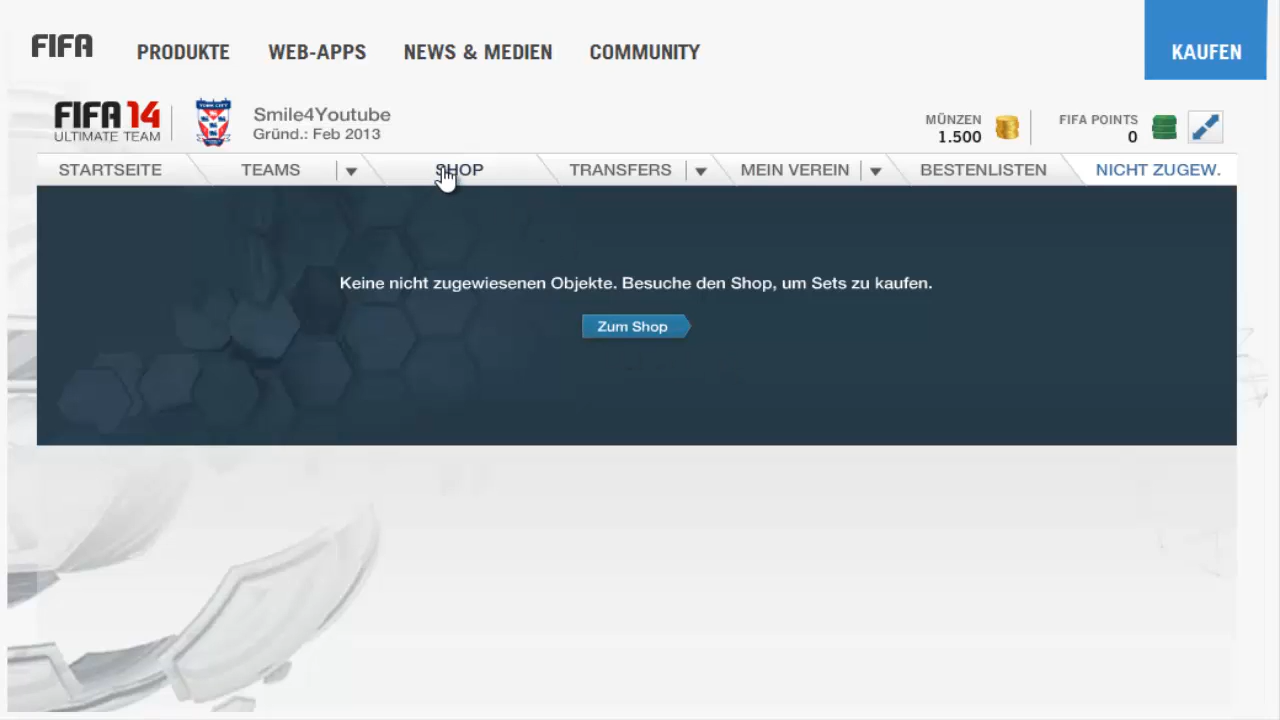 FIFA
PRODUKTE
WEB-APPS
NEWS & MEDIEN
COMMUNITY
KAUFEN
FIFA 14
ULTIMATE TEAM
TOWN CITY
Smile4Youtube
Gründ.: Feb 2013
MÜNZEN
1.500
FIFA POINTS
0
STARTSEITE
TEAMS
SHOP
TRANSFERS
MEIN VEREIN
BESTENLISTEN
NICHT ZUGEW.
Keine nicht zugewiesenen Objekte. Besuche den Shop, um Sets zu kaufen.
Zum Shop